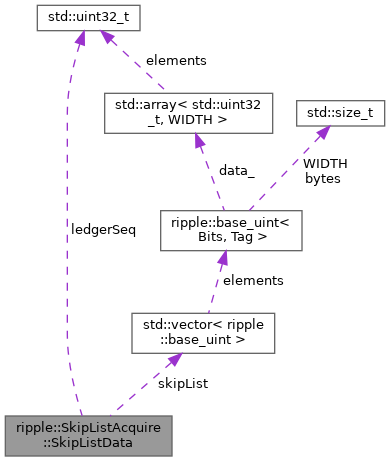 std::uint32_t
elements
std::array< std::uint32
_t, WIDTH >
std::size_t
data_
WIDTH
bytes
ripple::base_uint<
Bits, Tag >
ledgerSeq
elements
std::vector< ripple
::base_uint >
skipList
ripple::SkipListAcquire
::SkipListData